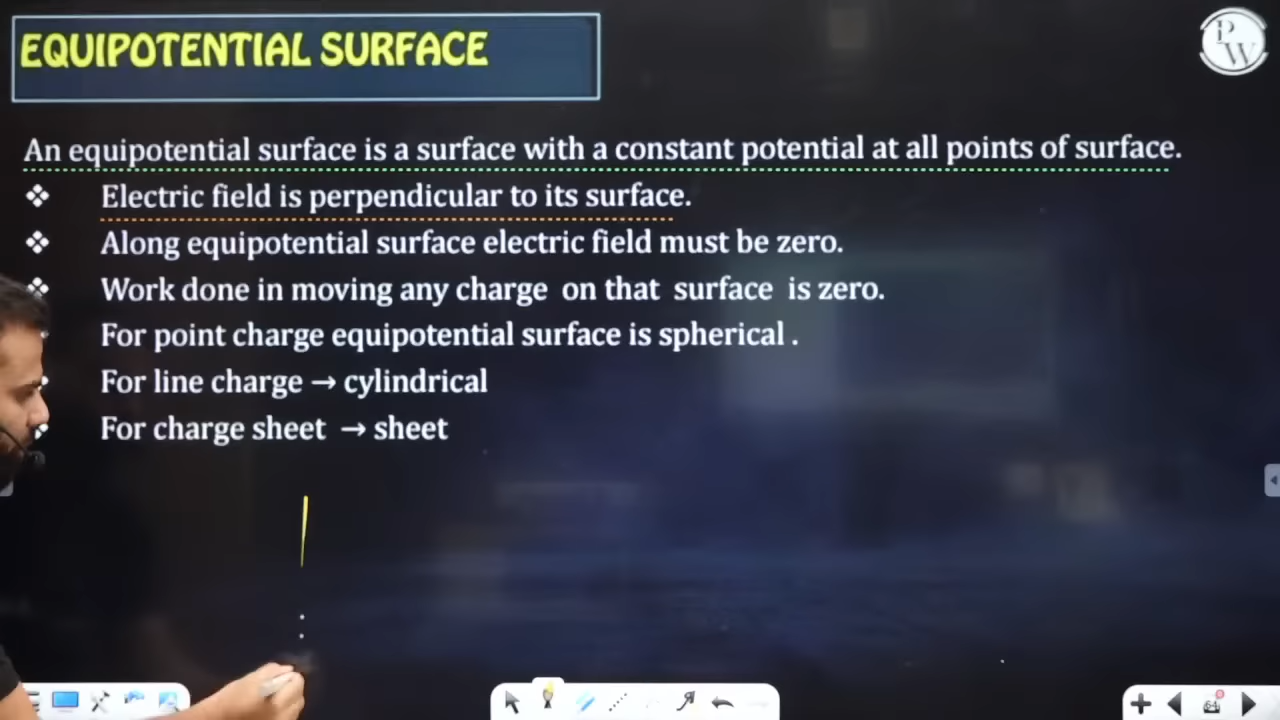 EQUIPOTENTIAL SURFACE
PW
An equipotential surface is a surface with a constant potential at all points of surface.
❖ Electric field is perpendicular to its surface.
❖ Along equipotential surface electric field must be zero.
❖ Work done in moving any charge on that surface is zero.
For point charge equipotential surface is spherical .
For line charge → cylindrical
For charge sheet → sheet
64